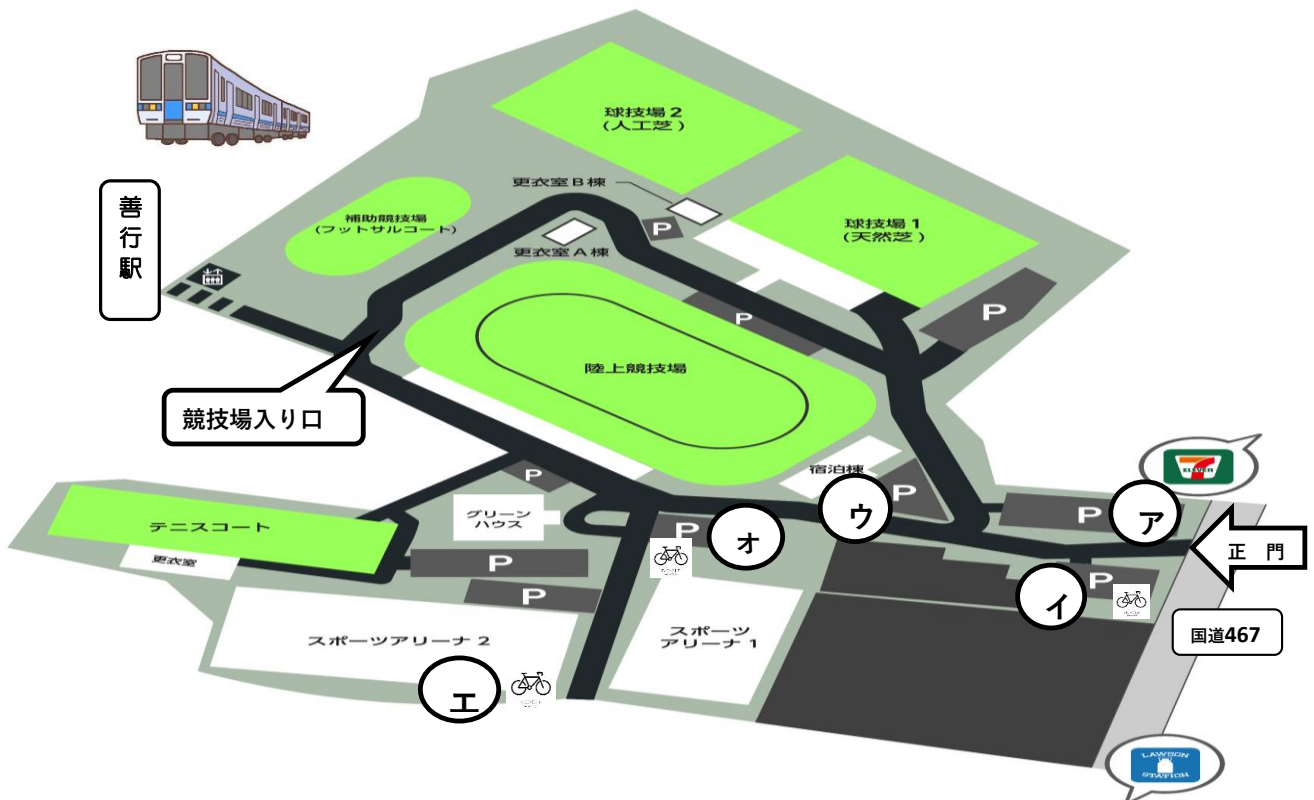 球技場2
(人工芝)
更衣室B棟
善行駅
補助競技場
(フットサルコート)
P
球技場1
(天然芝)
更衣室A棟
P
P
陸上競技場
競技場入り口
宿泊棟
7
ELEVEN
P
P
ウ
P
ア
テニスコート
グリーン
ハウス
P
オ
正 門
更衣室
P
P
イ
P
スポーツアリーナ2
スポーツ
アリーナ1
国道467
エ
LAWSON
STATION